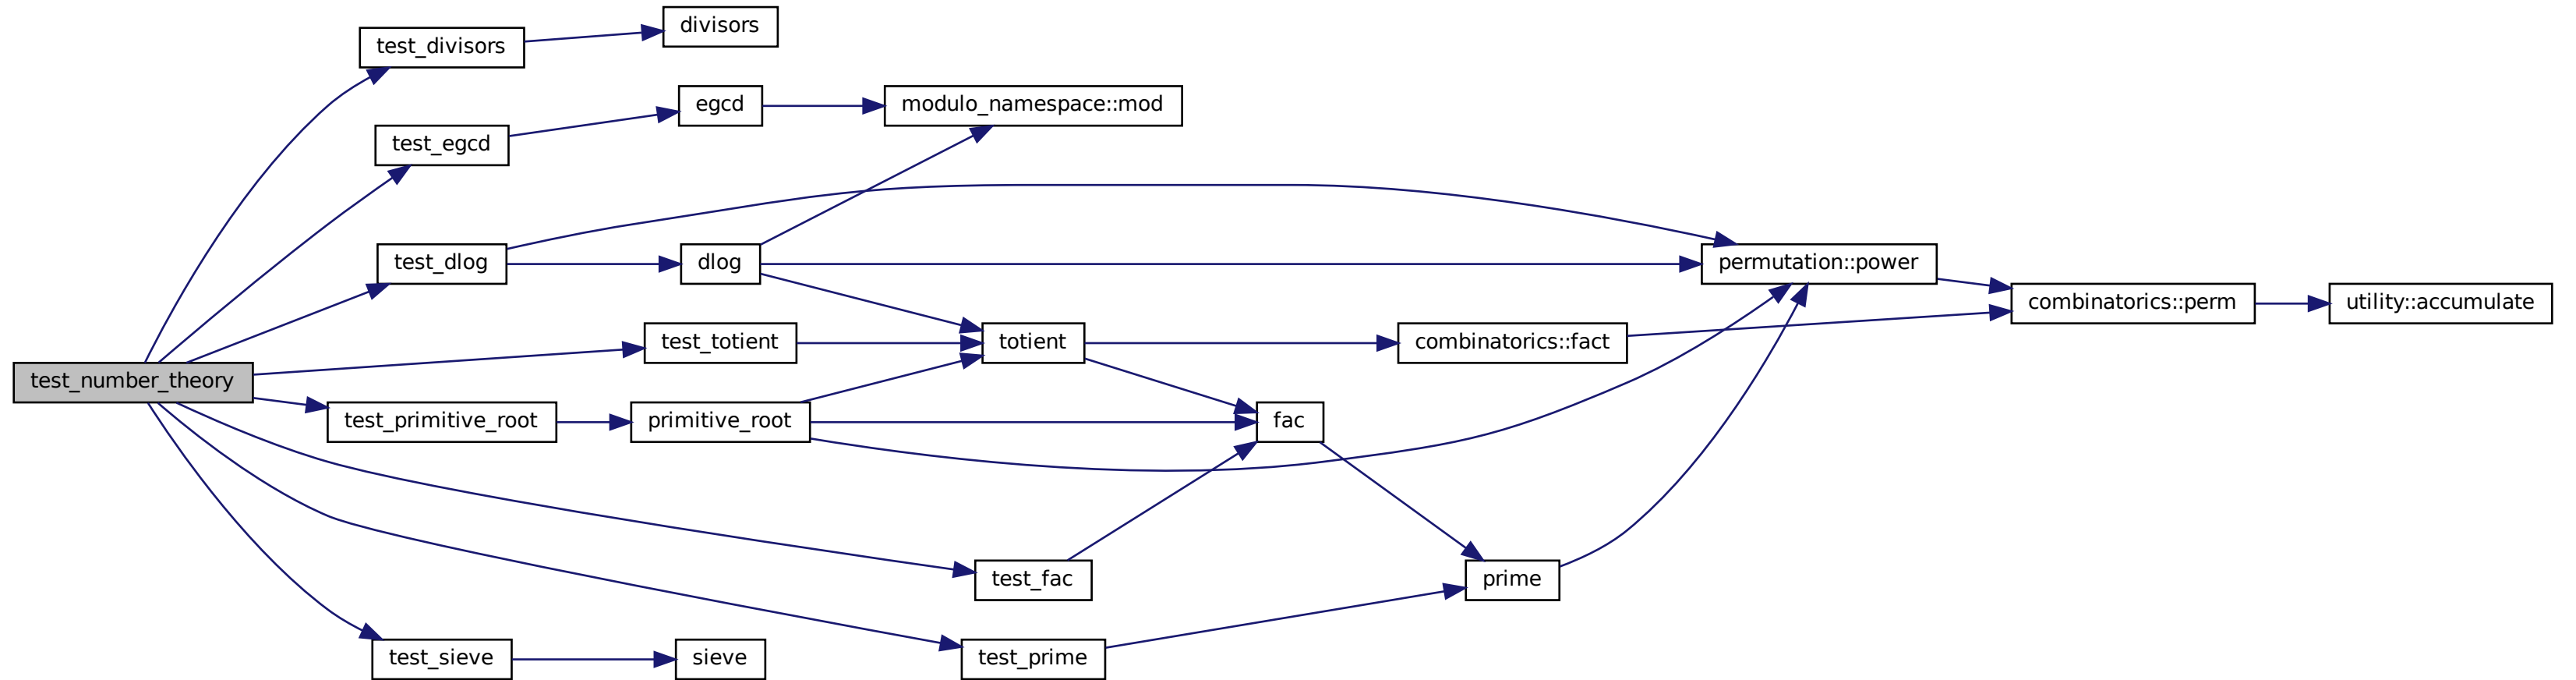 divisors
test_divisors
egcd
modulo_namespace::mod
test_egcd
test_dlog
dlog
permutation::power
combinatorics::perm
utility::accumulate
test_totient
totient
combinatorics::fact
test_number_theory
test_primitive_root
primitive_root
fac
test_fac
prime
test_sieve
sieve
test_prime